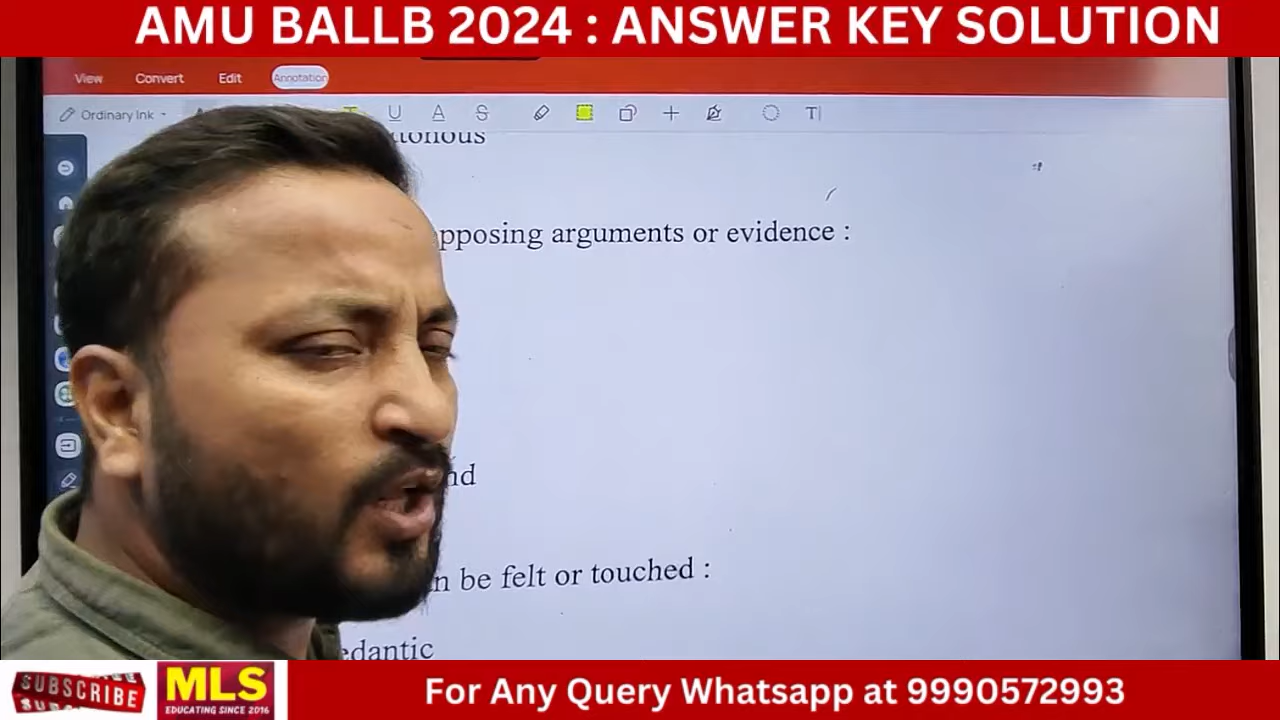 AMU BALLB 2024 : ANSWER KEY SOLUTION
View Convert Edit Annotation
Ordinary Ink U A S T
tonous
pposing arguments or evidence :
nd
n be felt or touched :
edantic
SUBSCRIBE
MLS
EDUCATING SINCE 2016
For Any Query Whatsapp at 9990572993